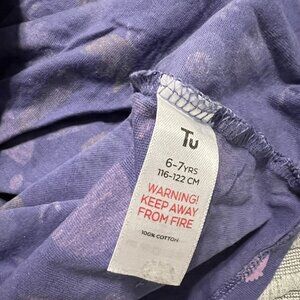 Tu
6-7YRS
116-122 CM
WARNING!
KEEP AWAY
FROM FIRE
100% COTTON